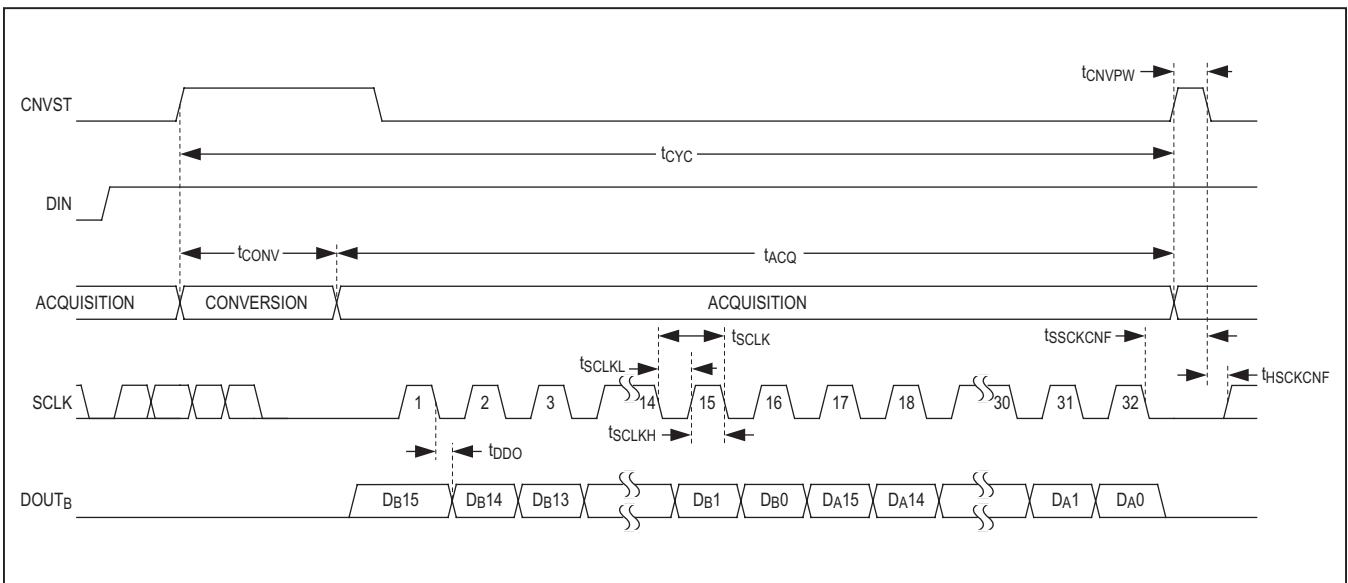 tCNVPW
CNVST
tCYC
DIN
tCONV
tACQ
ACQUISITION
CONVERSION
ACQUISITION
tSCLK
tSSCKCNF
tSCLKL
tHSCKCNF
SCLK
1 2 3 14 15 16 17 18 30 31 32
tSCLKH
tDDO
DOUTB
DB15 DB14 DB13 DB1 DB0 DA15 DA14 DA1 DA0